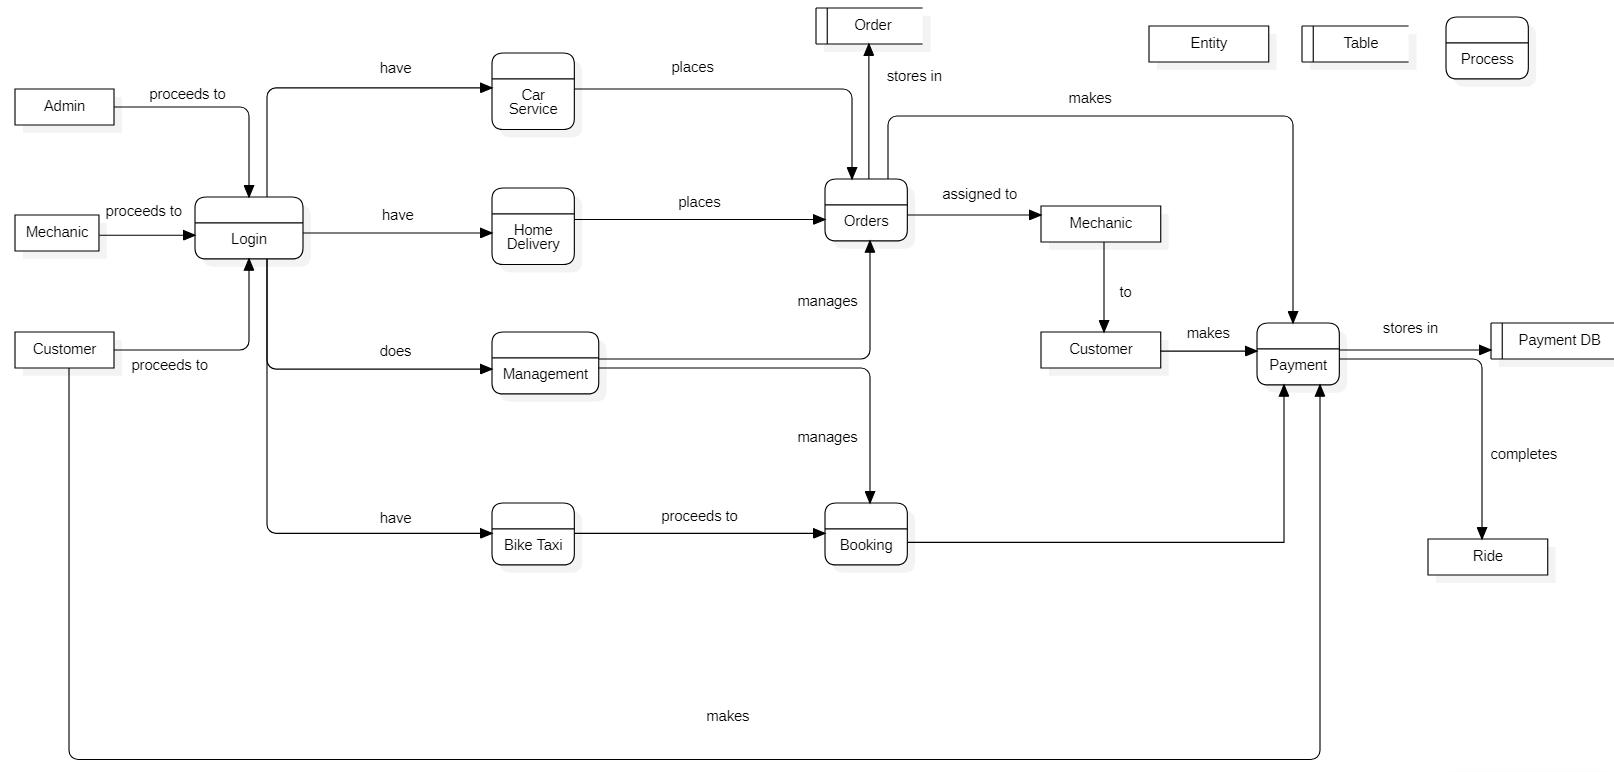 Order
Entity
Table
Process
stores in
have
places
makes
Admin
proceeds to
Car
Service
Mechanic
proceeds to
Login
have
Home
Delivery
places
Orders
assigned to
Mechanic
to
manages
Customer
proceeds to
does
Management
Customer
makes
Payment
stores in
Payment DB
manages
completes
have
Bike Taxi
proceeds to
Booking
Ride
makes